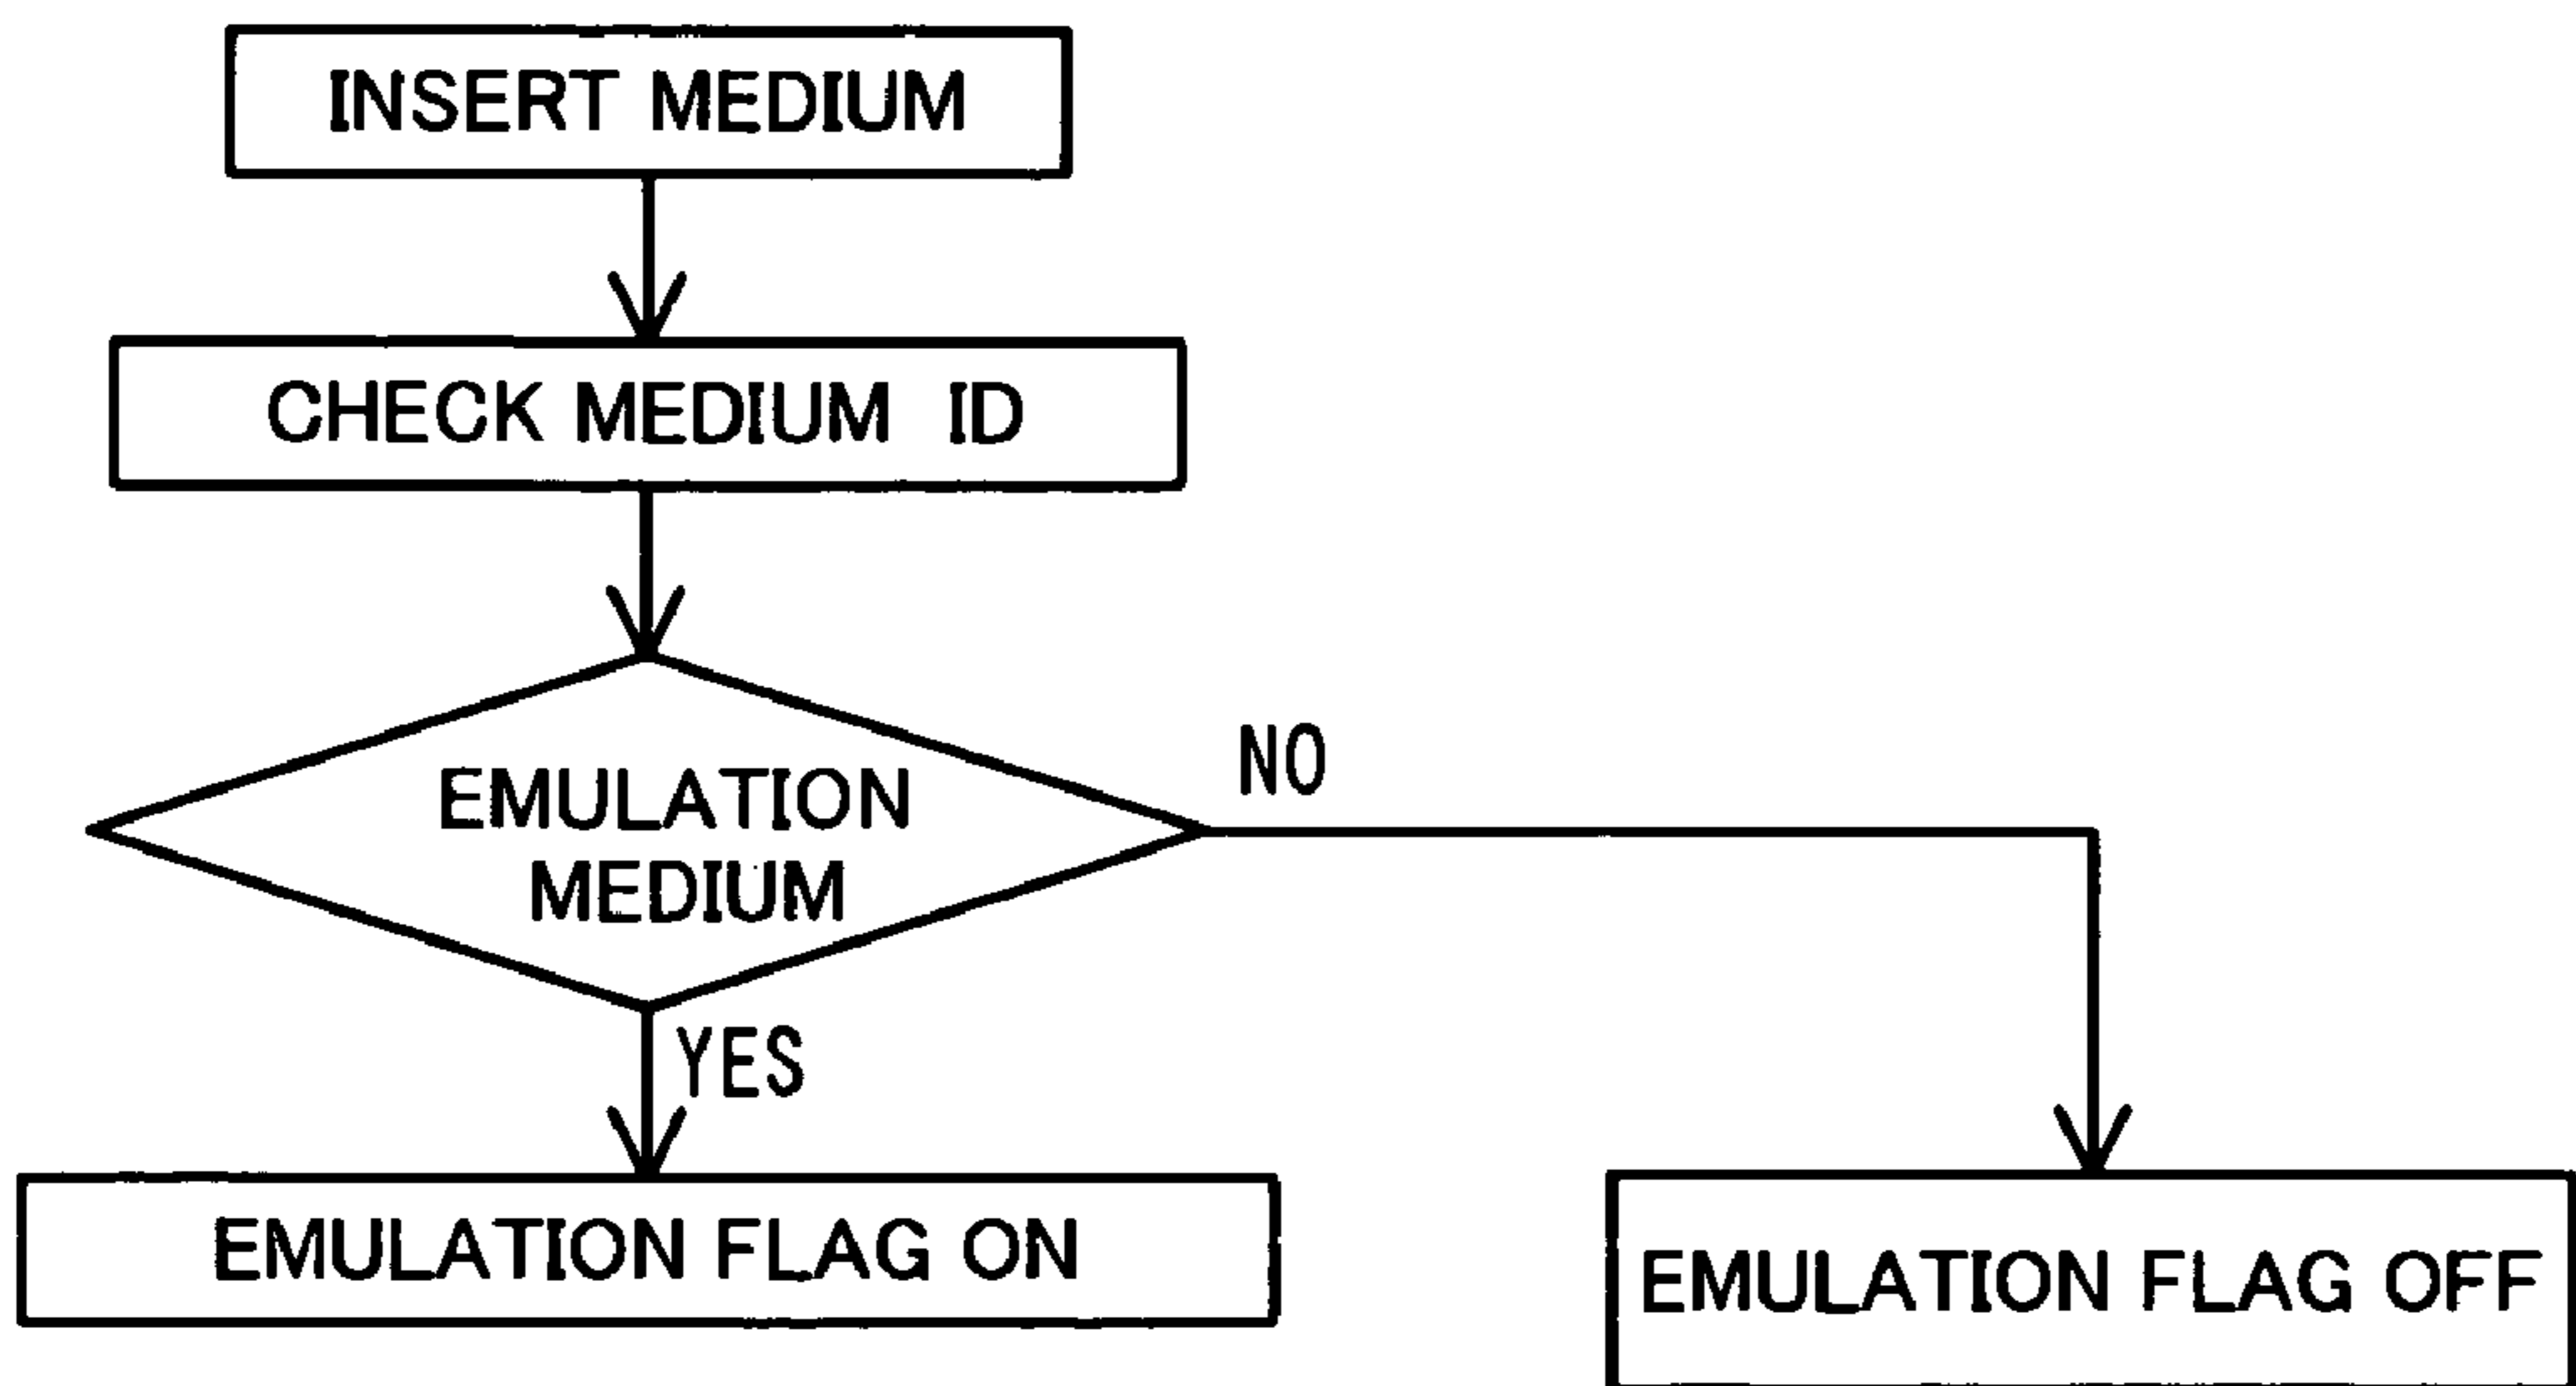 INSERT MEDIUM
CHECK MEDIUM ID
EMULATION
MEDIUM
NO
YES
EMULATION FLAG ON
EMULATION FLAG OFF